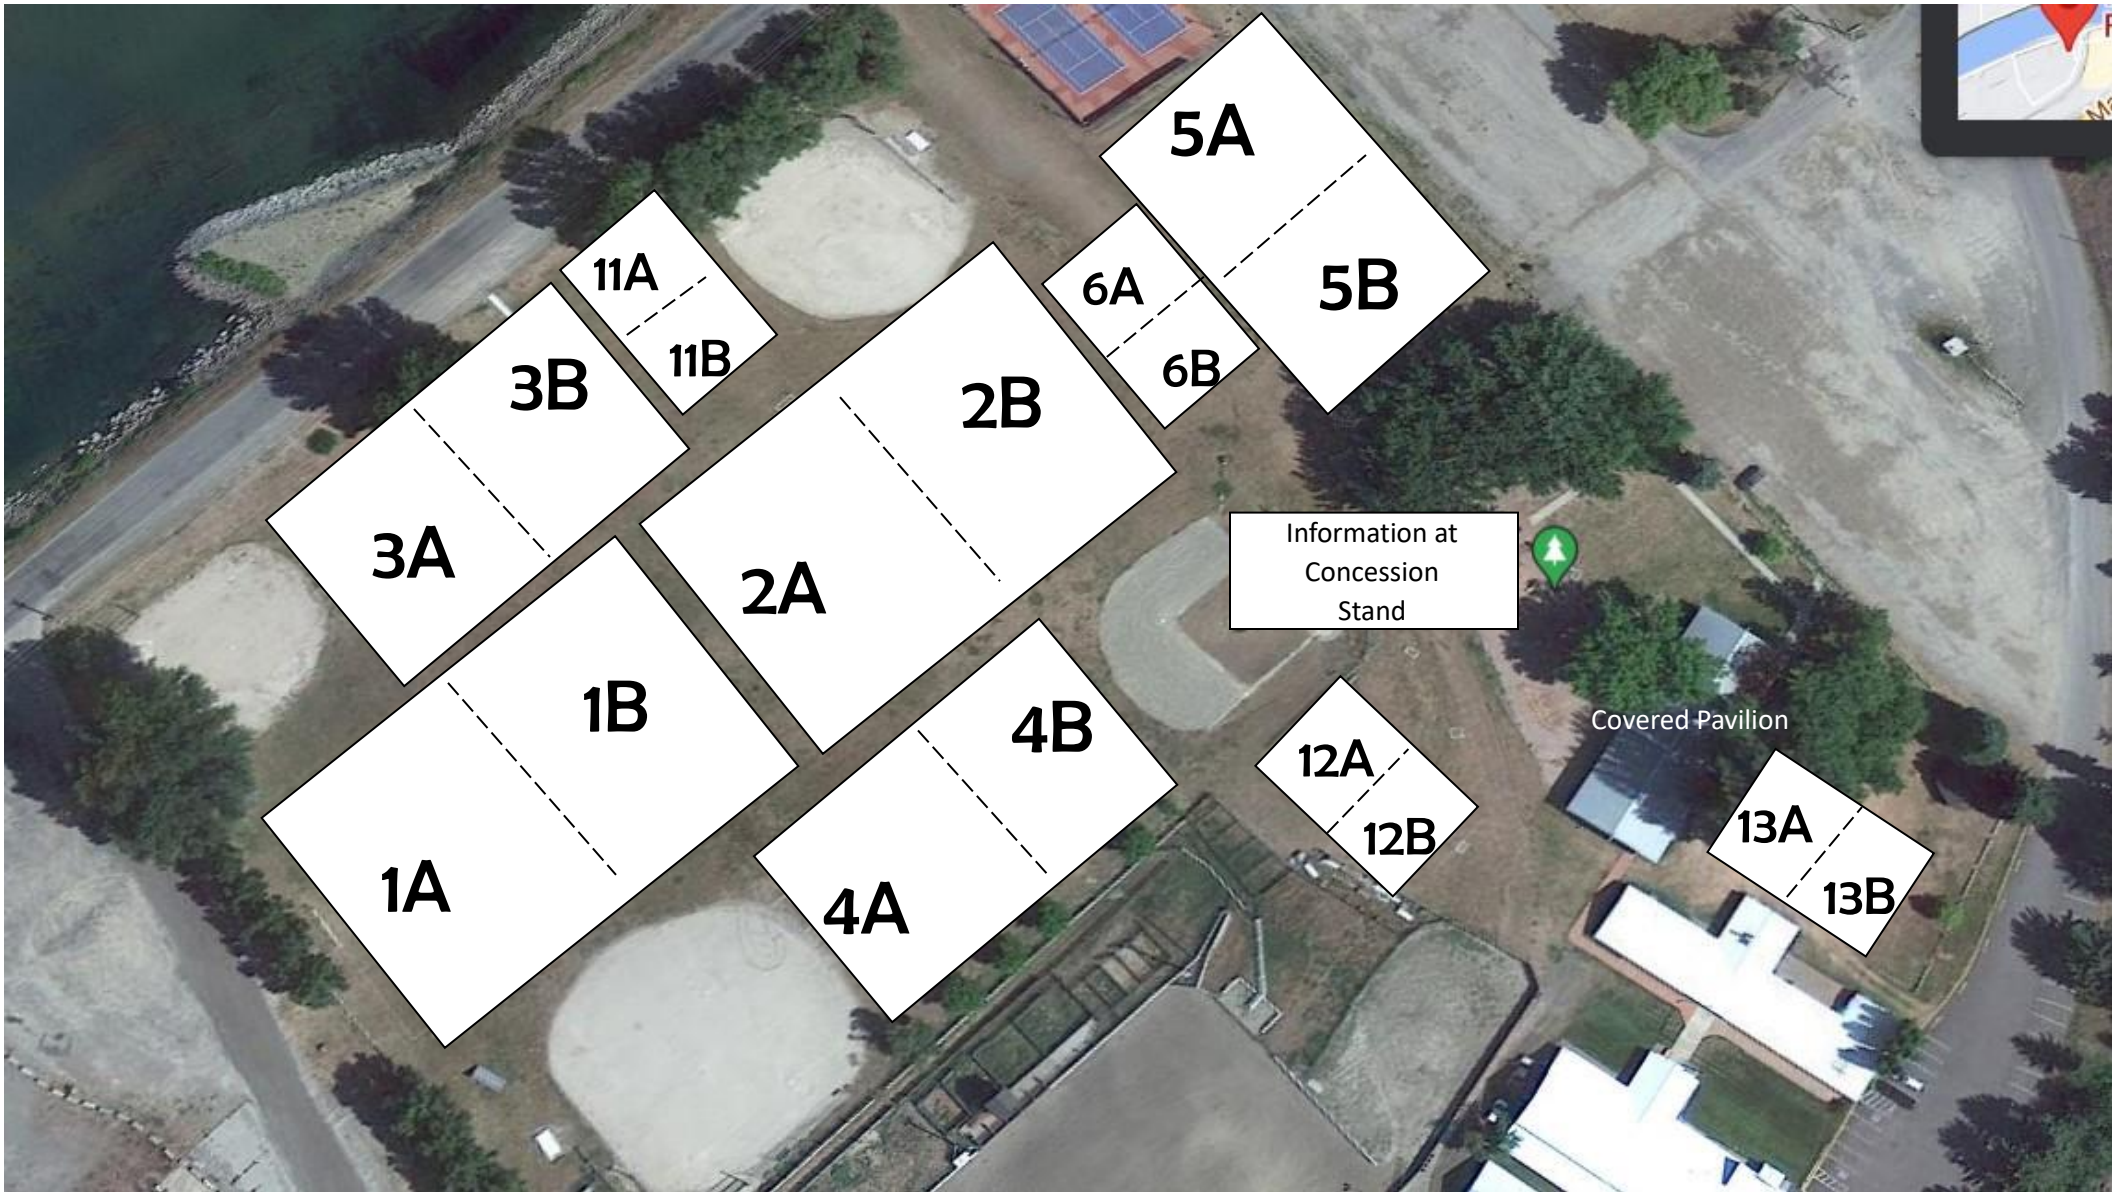 5A
5B
6A
6B
11A
11B
3B
3A
2B
2A
1B
1A
4B
4A
Information at
Concession
Stand
Covered Pavilion
12A
12B
13A
13B